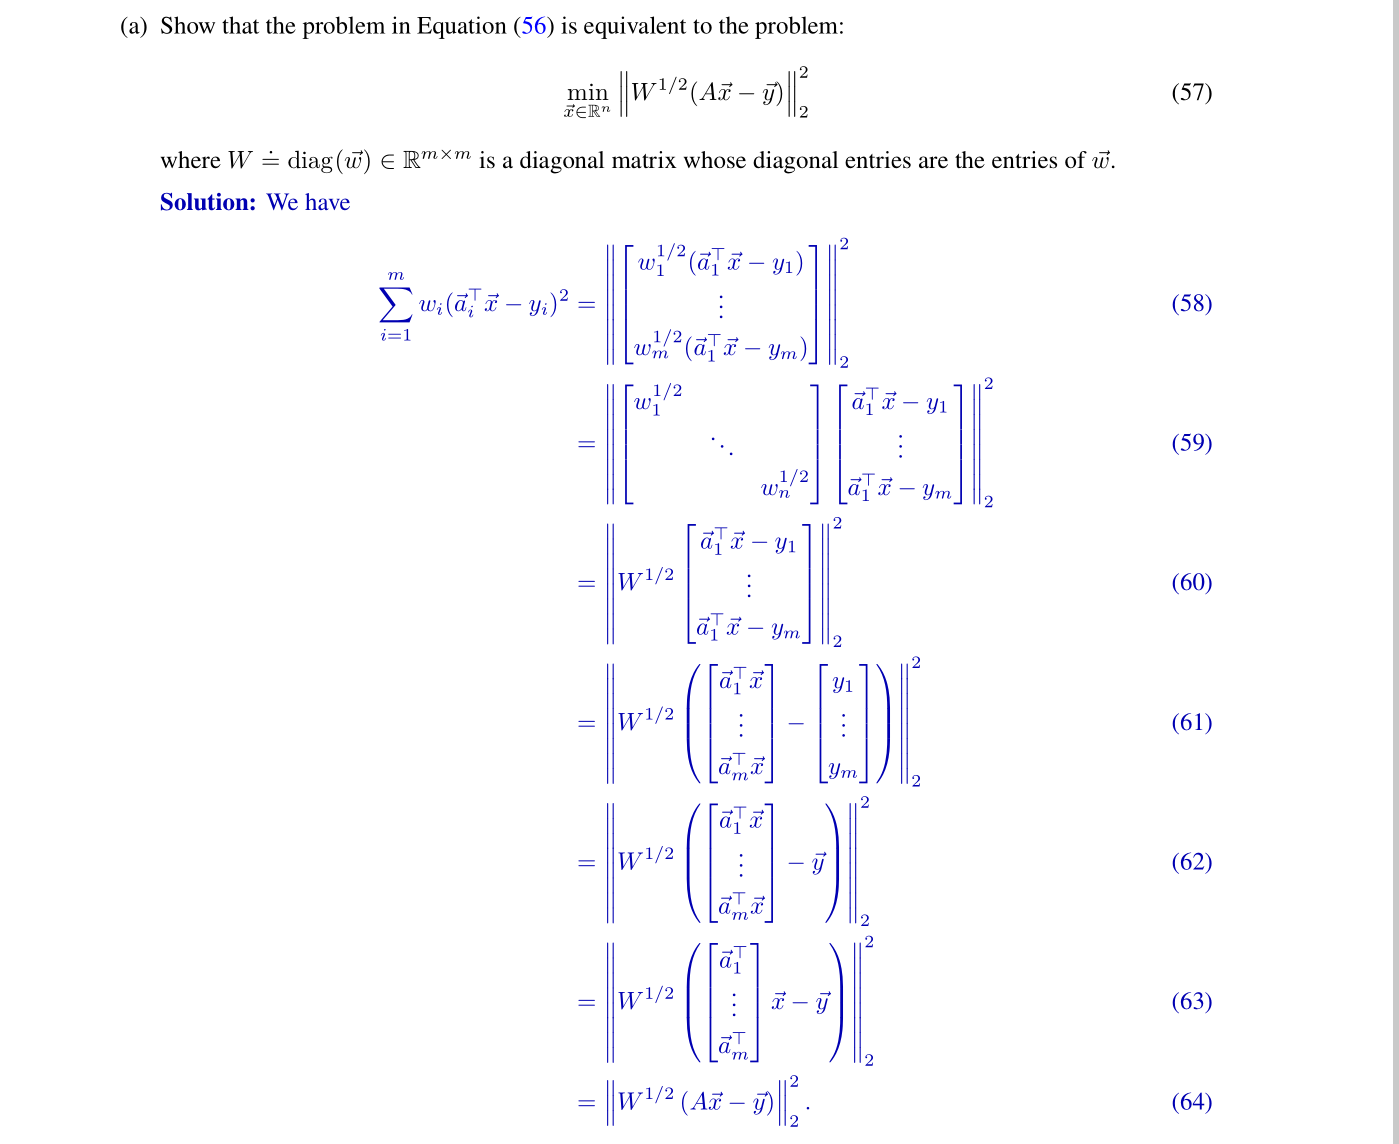 (a) Show that the problem in Equation (56) is equivalent to the problem:
$$\min_{\vec{x} \in \mathbb{R}^n} \left\| W^{1/2}(A\vec{x} - \vec{y}) \right\|_2^2 \quad (57)$$
where $W \doteq \operatorname{diag}(\vec{w}) \in \mathbb{R}^{m \times m}$ is a diagonal matrix whose diagonal entries are the entries of $\vec{w}$.
Solution: We have
$$\sum_{i=1}^{m} w_i(\vec{a}_i^\top \vec{x} - y_i)^2 = \left\| \begin{bmatrix} w_1^{1/2}(\vec{a}_1^\top \vec{x} - y_1) \\ \vdots \\ w_m^{1/2}(\vec{a}_1^\top \vec{x} - y_m) \end{bmatrix} \right\|_2^2 \quad (58)$$
$$= \left\| \begin{bmatrix} w_1^{1/2} & & \\ & \ddots & \\ & & w_n^{1/2} \end{bmatrix} \begin{bmatrix} \vec{a}_1^\top \vec{x} - y_1 \\ \vdots \\ \vec{a}_1^\top \vec{x} - y_m \end{bmatrix} \right\|_2^2 \quad (59)$$
$$= \left\| W^{1/2} \begin{bmatrix} \vec{a}_1^\top \vec{x} - y_1 \\ \vdots \\ \vec{a}_1^\top \vec{x} - y_m \end{bmatrix} \right\|_2^2 \quad (60)$$
$$= \left\| W^{1/2} \left( \begin{bmatrix} \vec{a}_1^\top \vec{x} \\ \vdots \\ \vec{a}_m^\top \vec{x} \end{bmatrix} - \begin{bmatrix} y_1 \\ \vdots \\ y_m \end{bmatrix} \right) \right\|_2^2 \quad (61)$$
$$= \left\| W^{1/2} \left( \begin{bmatrix} \vec{a}_1^\top \vec{x} \\ \vdots \\ \vec{a}_m^\top \vec{x} \end{bmatrix} - \vec{y} \right) \right\|_2^2 \quad (62)$$
$$= \left\| W^{1/2} \left( \begin{bmatrix} \vec{a}_1^\top \\ \vdots \\ \vec{a}_m^\top \end{bmatrix} \vec{x} - \vec{y} \right) \right\|_2^2 \quad (63)$$
$$= \left\| W^{1/2} \left( A\vec{x} - \vec{y} \right) \right\|_2^2. \quad (64)$$